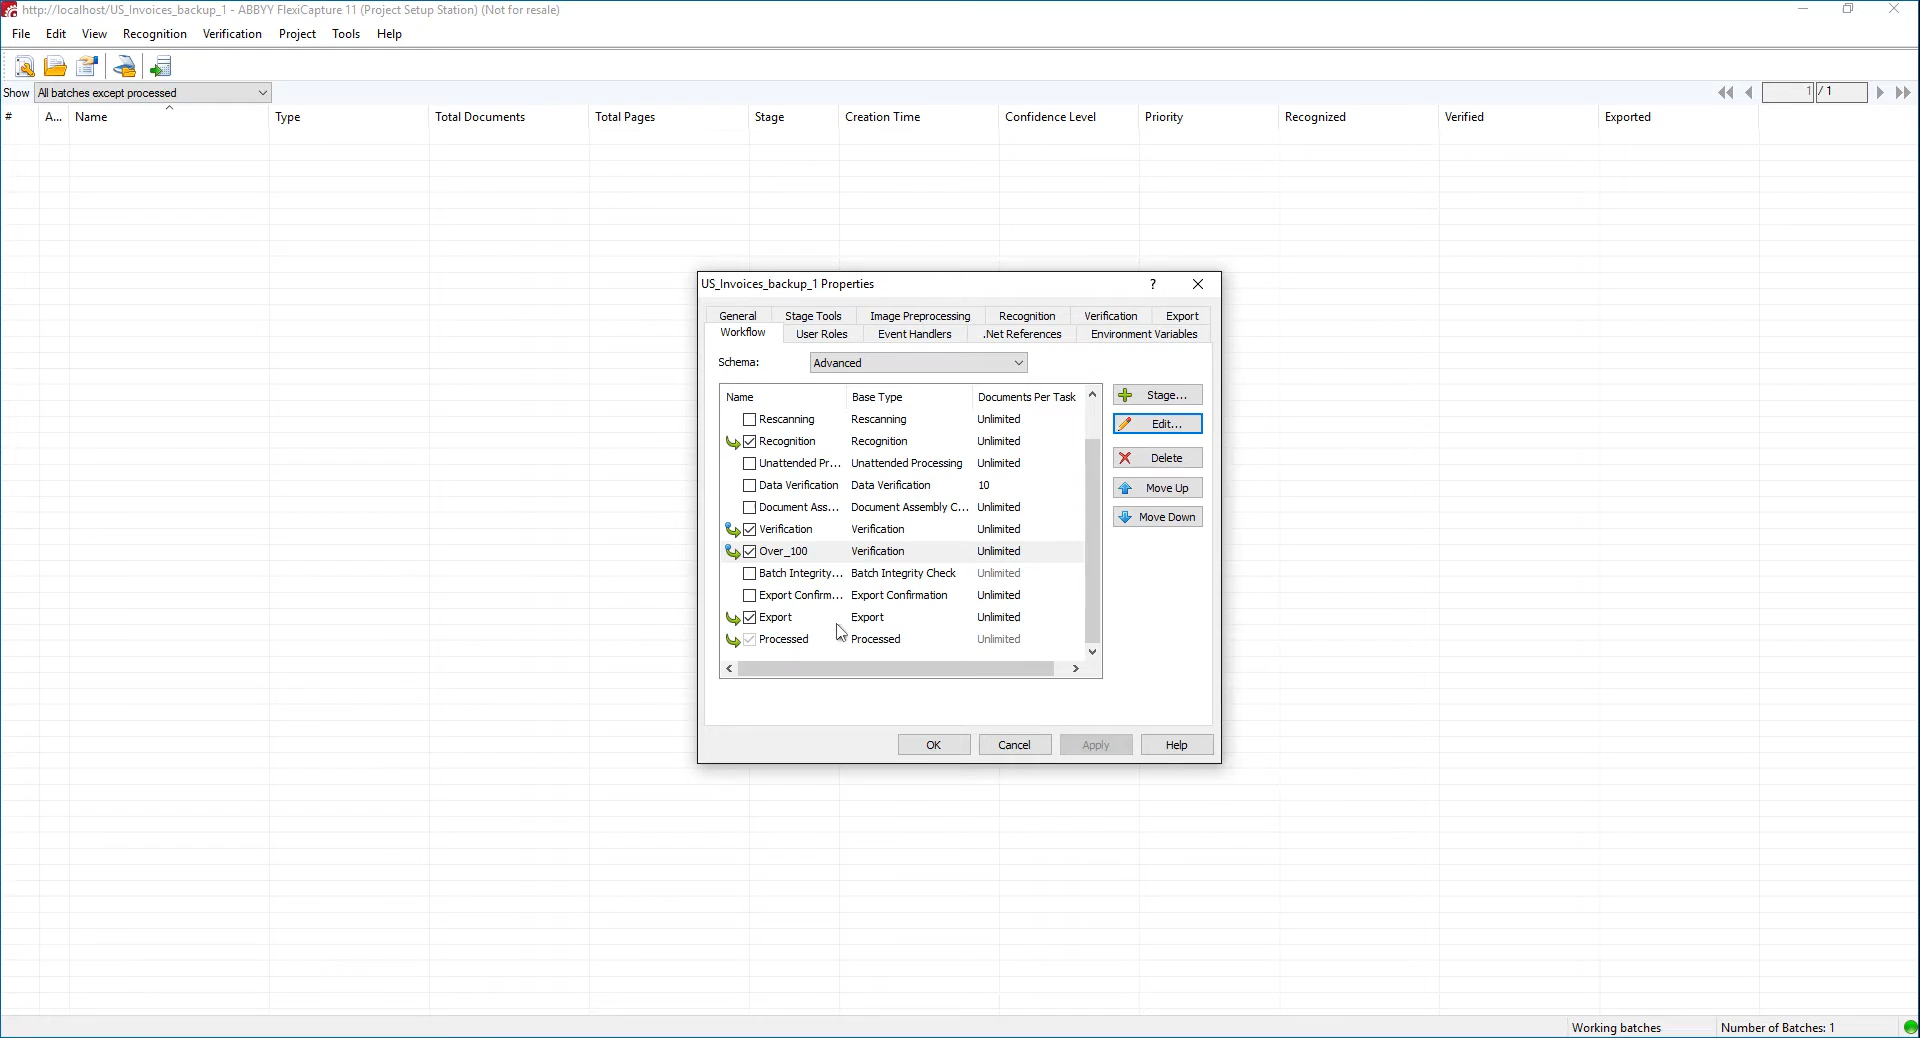 http://localhost/US_Invoices_backup_1 - ABBYY FlexiCapture 11 (Project Setup Station) (Not for resale)
File Edit View Recognition Verification Project Tools Help
Show All batches except processed 1 / 1
# A... Name Type Total Documents Total Pages Stage Creation Time Confidence Level Priority Recognized Verified Exported
US_Invoices_backup_1 Properties ?
General Stage Tools Image Preprocessing Recognition Verification Export
Workflow User Roles Event Handlers .Net References Environment Variables
Schema: Advanced
Name Base Type Documents Per Task Stage...
Rescanning Rescanning Unlimited Edit...
Recognition Recognition Unlimited
Unattended Pr... Unattended Processing Unlimited Delete
Data Verification Data Verification 10 Move Up
Document Ass... Document Assembly C... Unlimited Move Down
Verification Verification Unlimited
Over_100 Verification Unlimited
Batch Integrity... Batch Integrity Check Unlimited
Export Confirm... Export Confirmation Unlimited
Export Export Unlimited
Processed Processed Unlimited
OK Cancel Apply Help
Working batches Number of Batches: 1